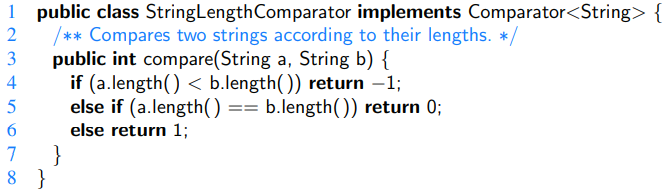 1 public class StringLengthComparator implements Comparator<String> {
2 /** Compares two strings according to their lengths. */
3 public int compare(String a, String b) {
4 if (a.length() < b.length()) return −1;
5 else if (a.length() == b.length()) return 0;
6 else return 1;
7 }
8 }